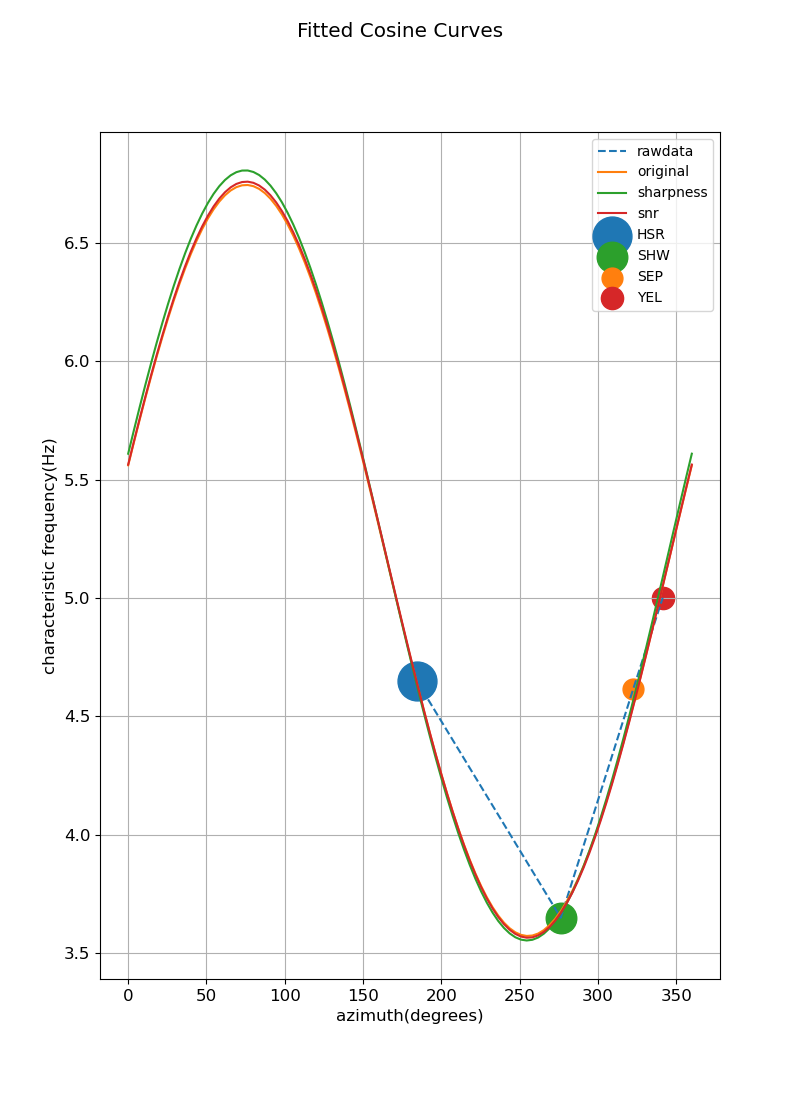 Fitted Cosine Curves
rawdata
original
sharpness
snr
HSR
SHW
SEP
YEL
6.5
6.0
5.5
5.0
4.5
4.0
3.5
characteristic frequency(Hz)
0 50 100 150 200 250 300 350
azimuth(degrees)